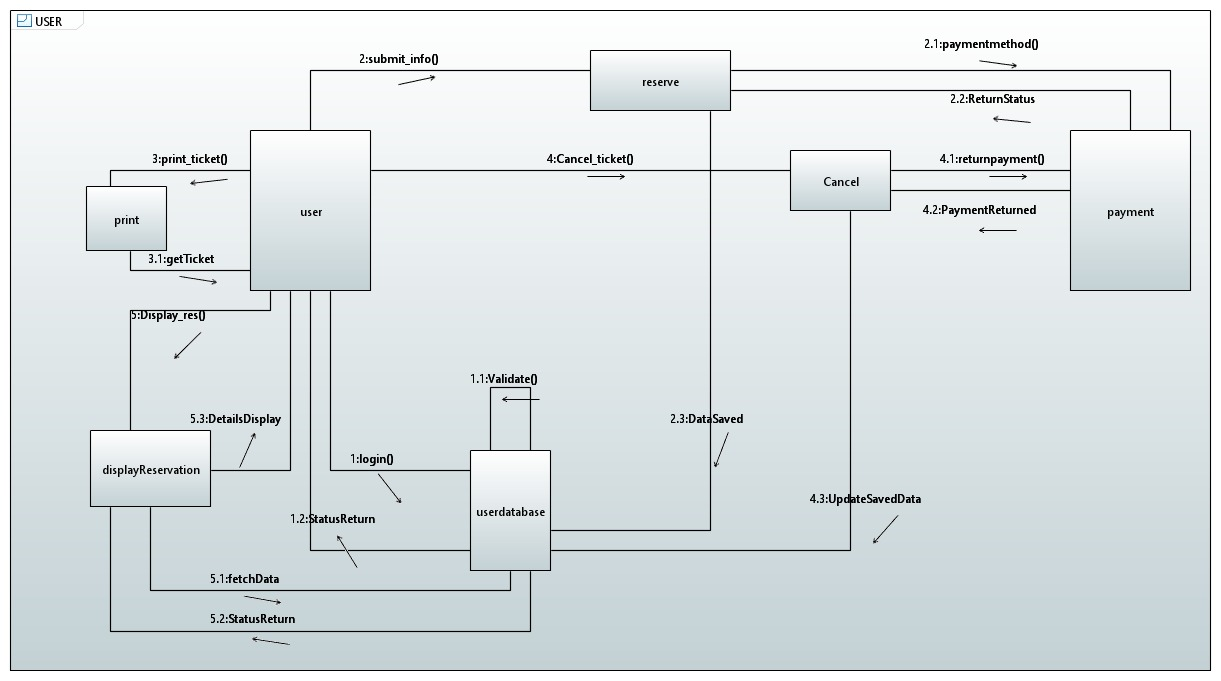 USER
2:submit_info()
2.1:paymentmethod()
reserve
2.2:ReturnStatus
3:print_ticket()
4:Cancel_ticket()
4.1:returnpayment()
Cancel
print
user
4.2:PaymentReturned
payment
3.1:getTicket
5:Display_res()
1.1:Validate()
5.3:DetailsDisplay
2.3:DataSaved
1:login()
displayReservation
4.3:UpdateSavedData
userdatabase
1.2:StatusReturn
5.1:fetchData
5.2:StatusReturn